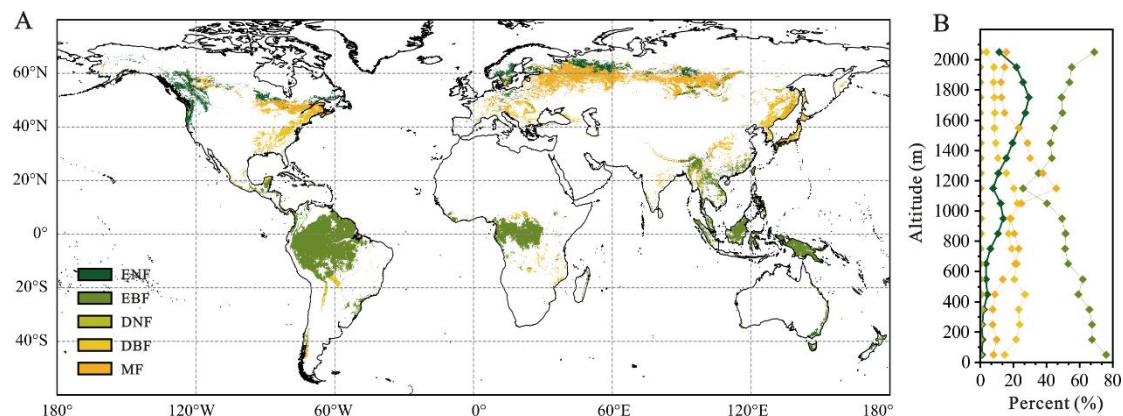 A
B
60°N
40°N
20°N
0°
20°S
40°S
ENF
EBF
DNF
DBF
MF
180°
120°W
60°W
0°
60°E
120°E
180°
Altitude (m)
2000
1800
1600
1400
1200
1000
800
600
400
200
0
0
20
40
60
80
Percent (%)